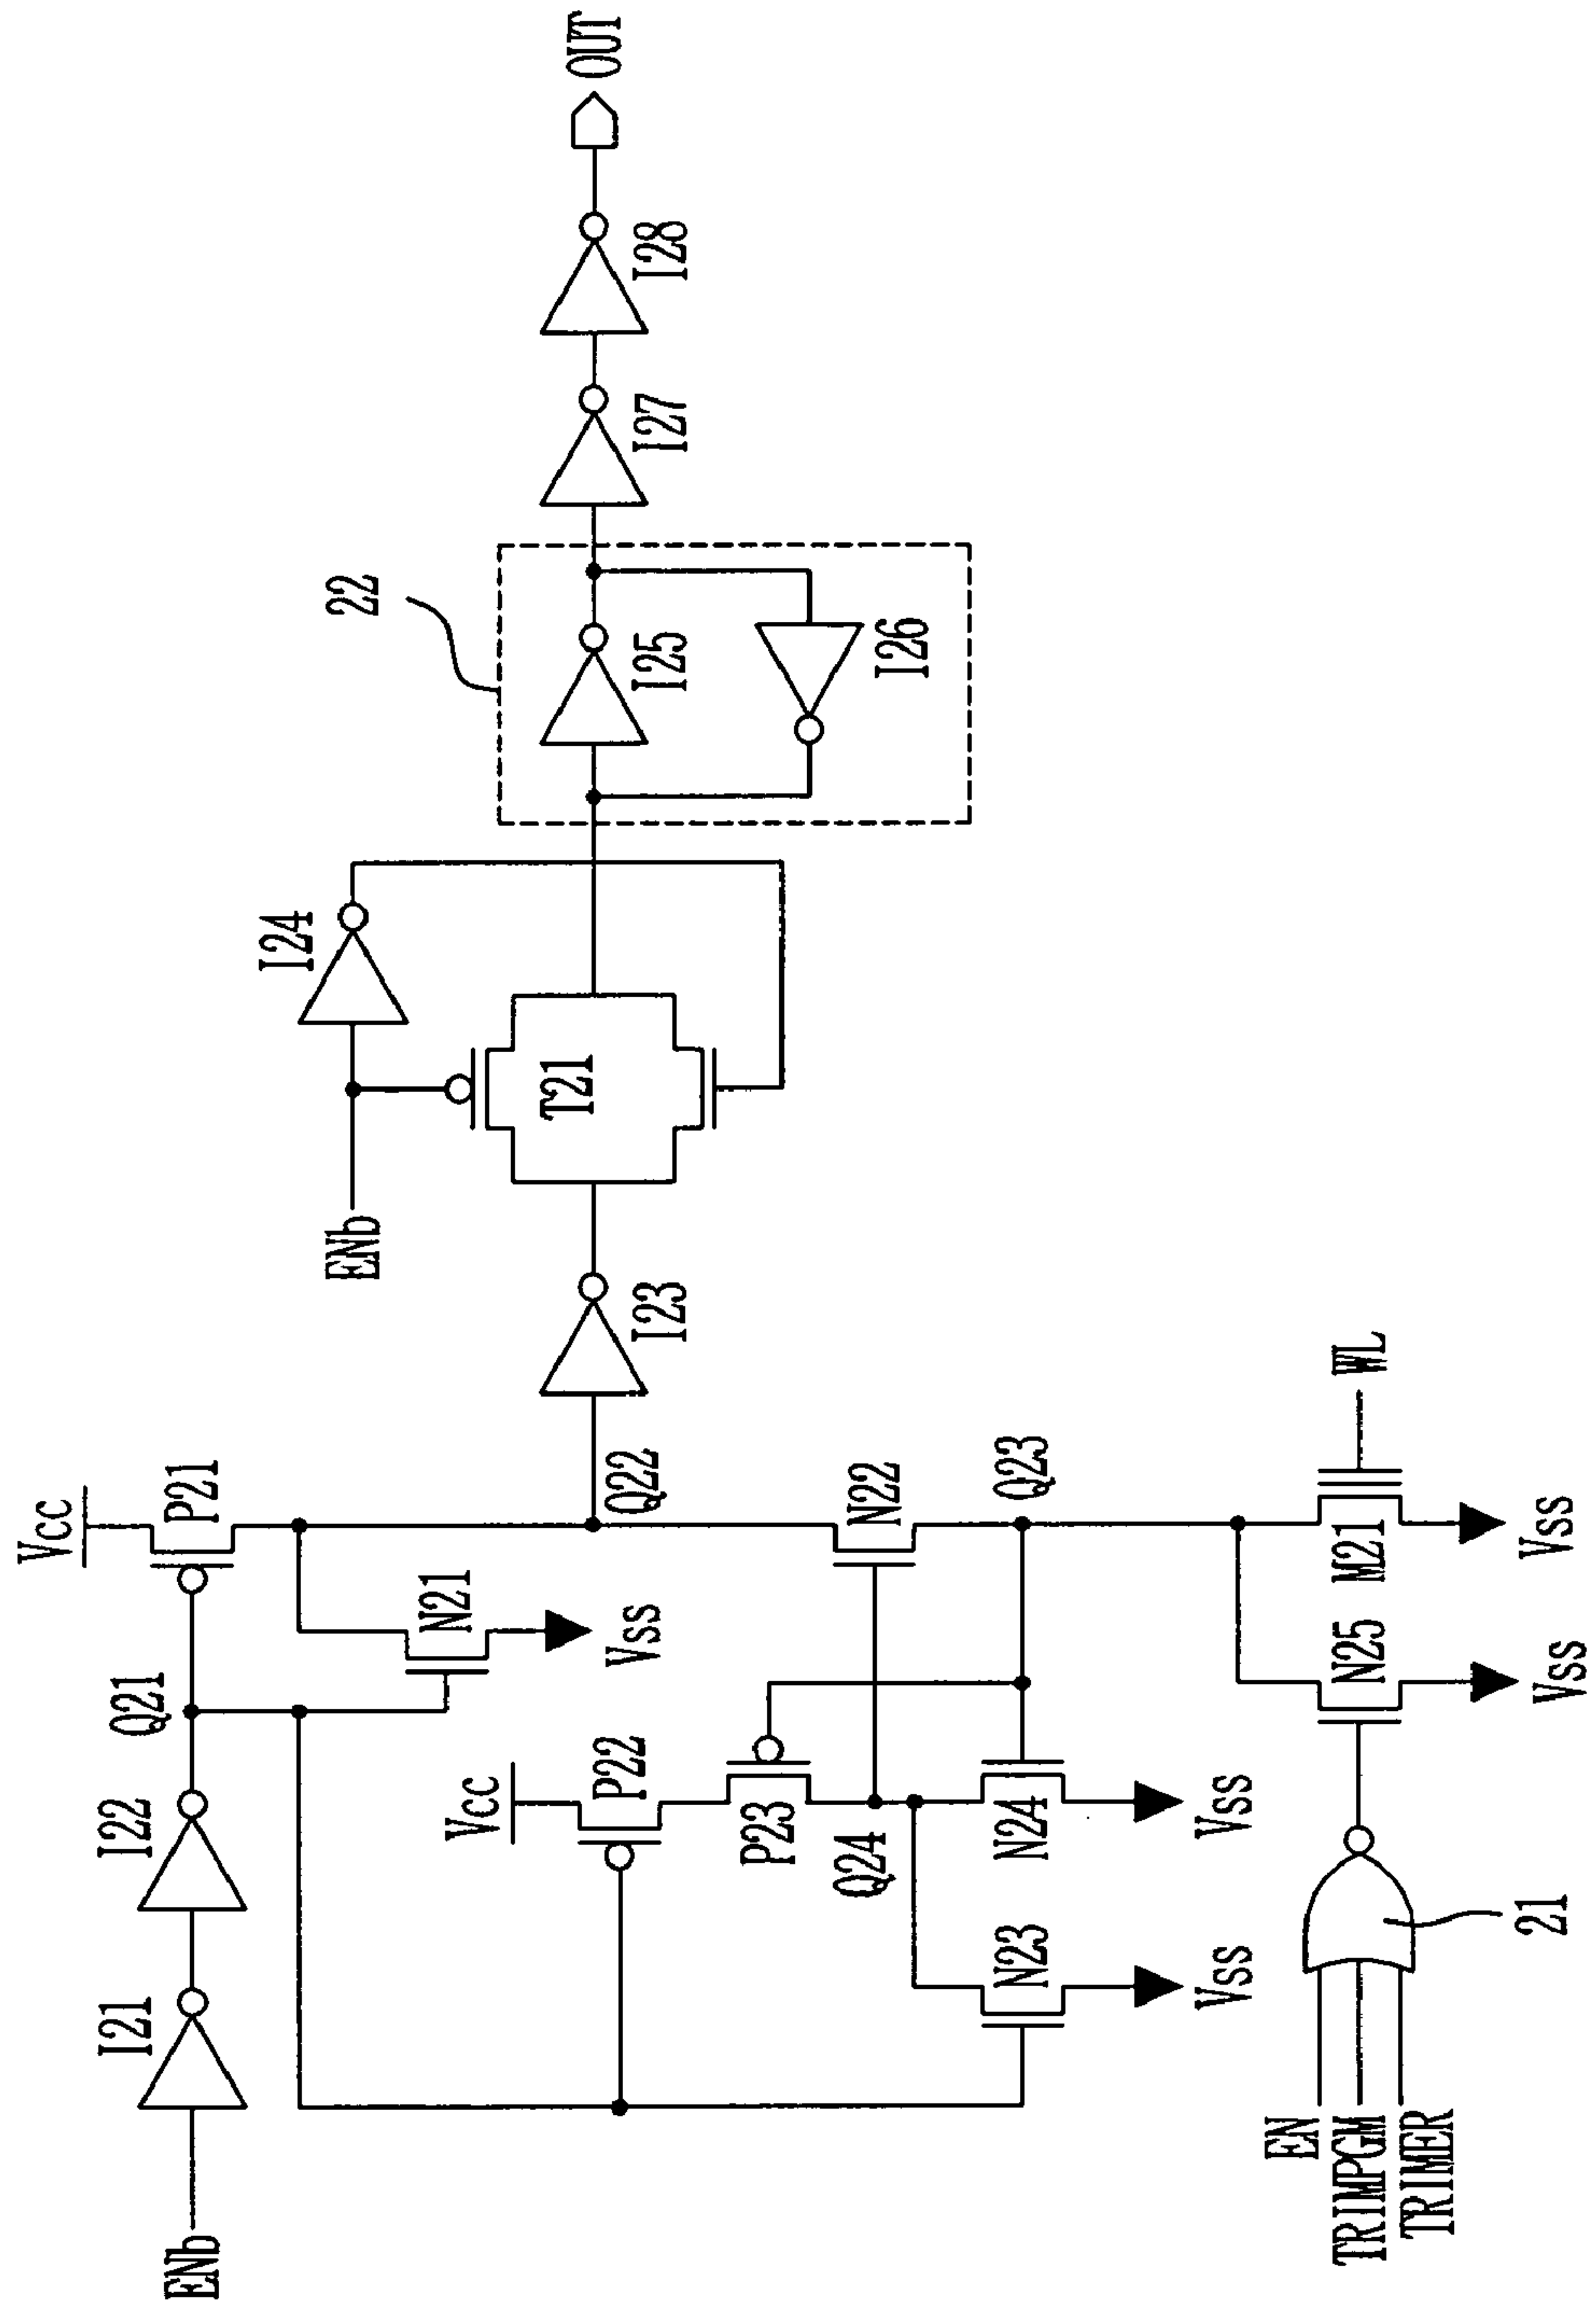 ENb
I21
I22
Q21
Vcc
P21
N21
Vss
Vcc
P22
P23
Q24
N22
Q22
I23
ENb
I24
T21
22
I25
I26
I27
I28
OUT
N23
Vss
N24
Vss
Q23
EN
TRIMPGM
TRIMER
21
N25
Vss
M21
Vss
WL